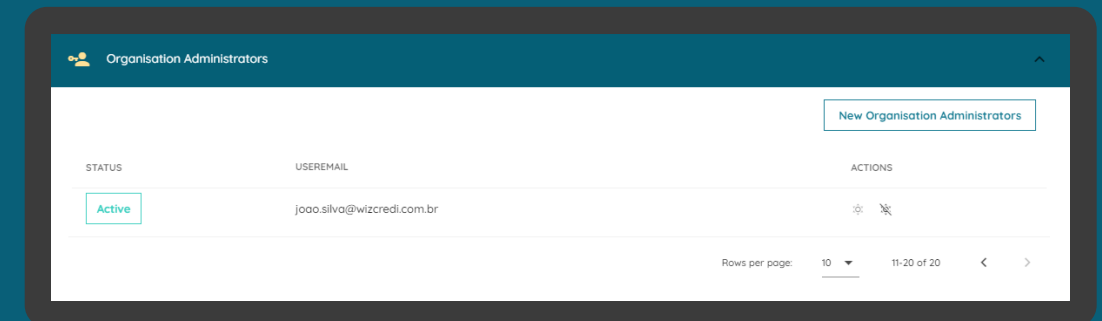 Organisation Administrators
New Organisation Administrators
STATUS USEREMAIL ACTIONS
Active joao.silva@wizcredi.com.br
Rows per page: 10 11-20 of 20